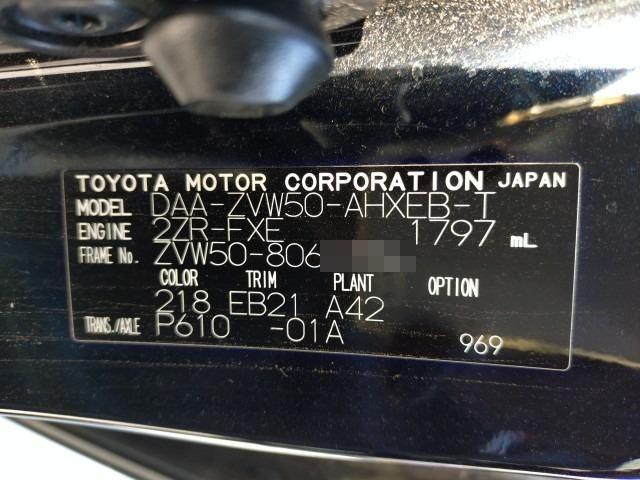 TOYOTA MOTOR CORPORATION JAPAN
MODEL DAA-ZVW50-AHXEB-T
ENGINE 2ZR-FXE 1797 mL
FRAME No. ZVW50-806
COLOR TRIM PLANT OPTION
218 EB21 A42
TRANS./AXLE P610 -01A
969